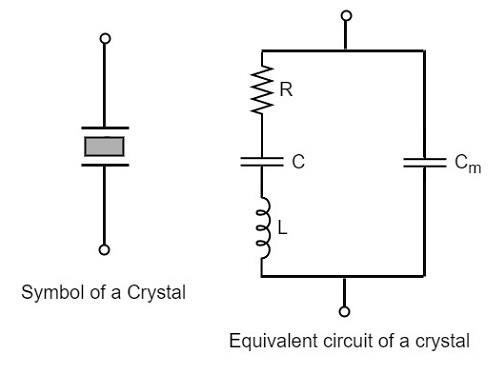 R
C
Cm
L
Symbol of a Crystal
Equivalent circuit of a crystal